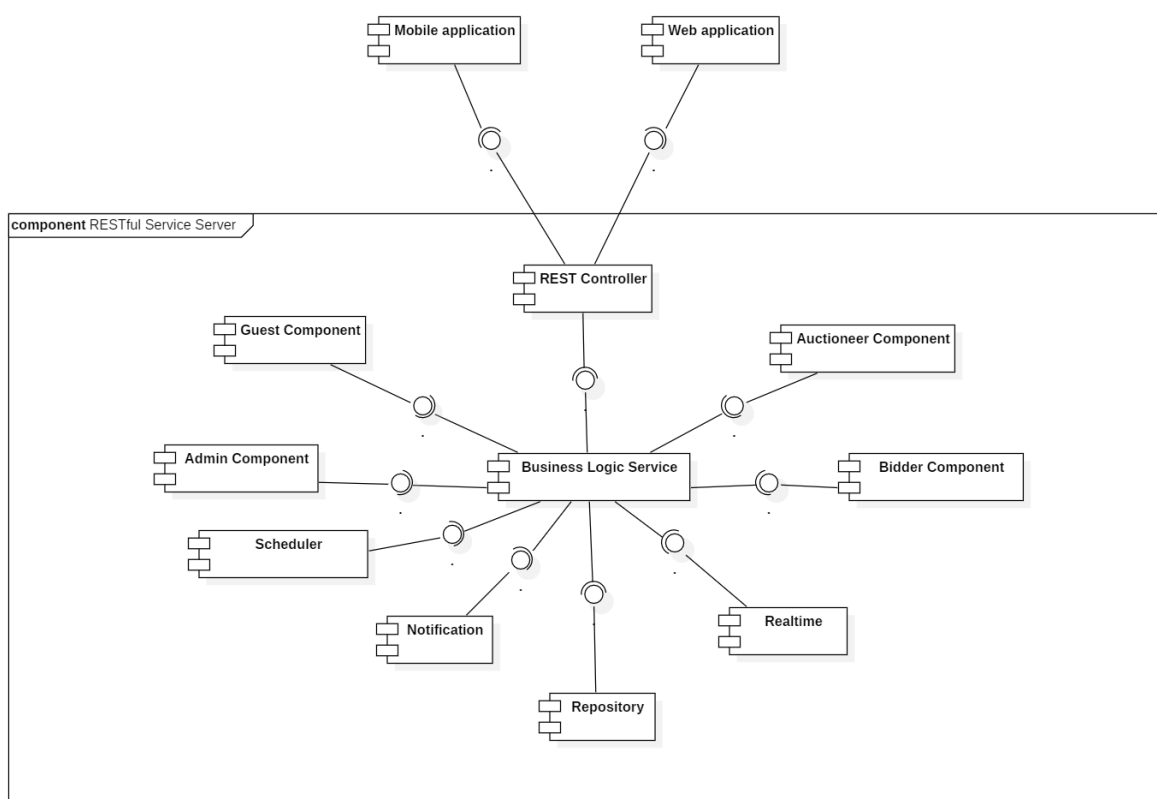 Mobile application
Web application
component RESTful Service Server
REST Controller
Guest Component
Auctioneer Component
Admin Component
Business Logic Service
Bidder Component
Scheduler
Notification
Realtime
Repository